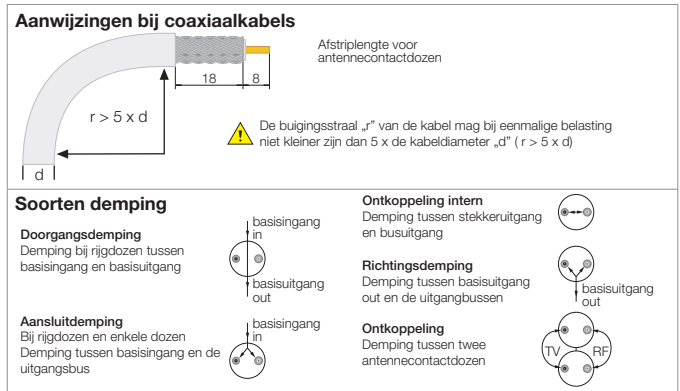 Aanwijzingen bij coaxiaalkabels
Afstriplengte voor
antennecontactdozen
18
8
r > 5 x d
d
De buigingsstraal „r" van de kabel mag bij eenmalige belasting
niet kleiner zijn dan 5 x de kabeldiameter „d" ( r > 5 x d)
Soorten demping
Doorgangsdemping
Demping bij rijgdozen tussen
basisingang en basisuitgang
basisingang
in
basisuitgang
out
Aansluitdemping
Bij rijgdozen en enkele dozen
Demping tussen basisingang en de
uitgangsbus
basisingang
in
Ontkoppeling intern
Demping tussen stekkeruitgang
en busuitgang
Richtingsdemping
Demping tussen basisuitgang
out en de uitgangbussen
basisuitgang
out
Ontkoppeling
Demping tussen twee
antennecontactdozen
TV
RF